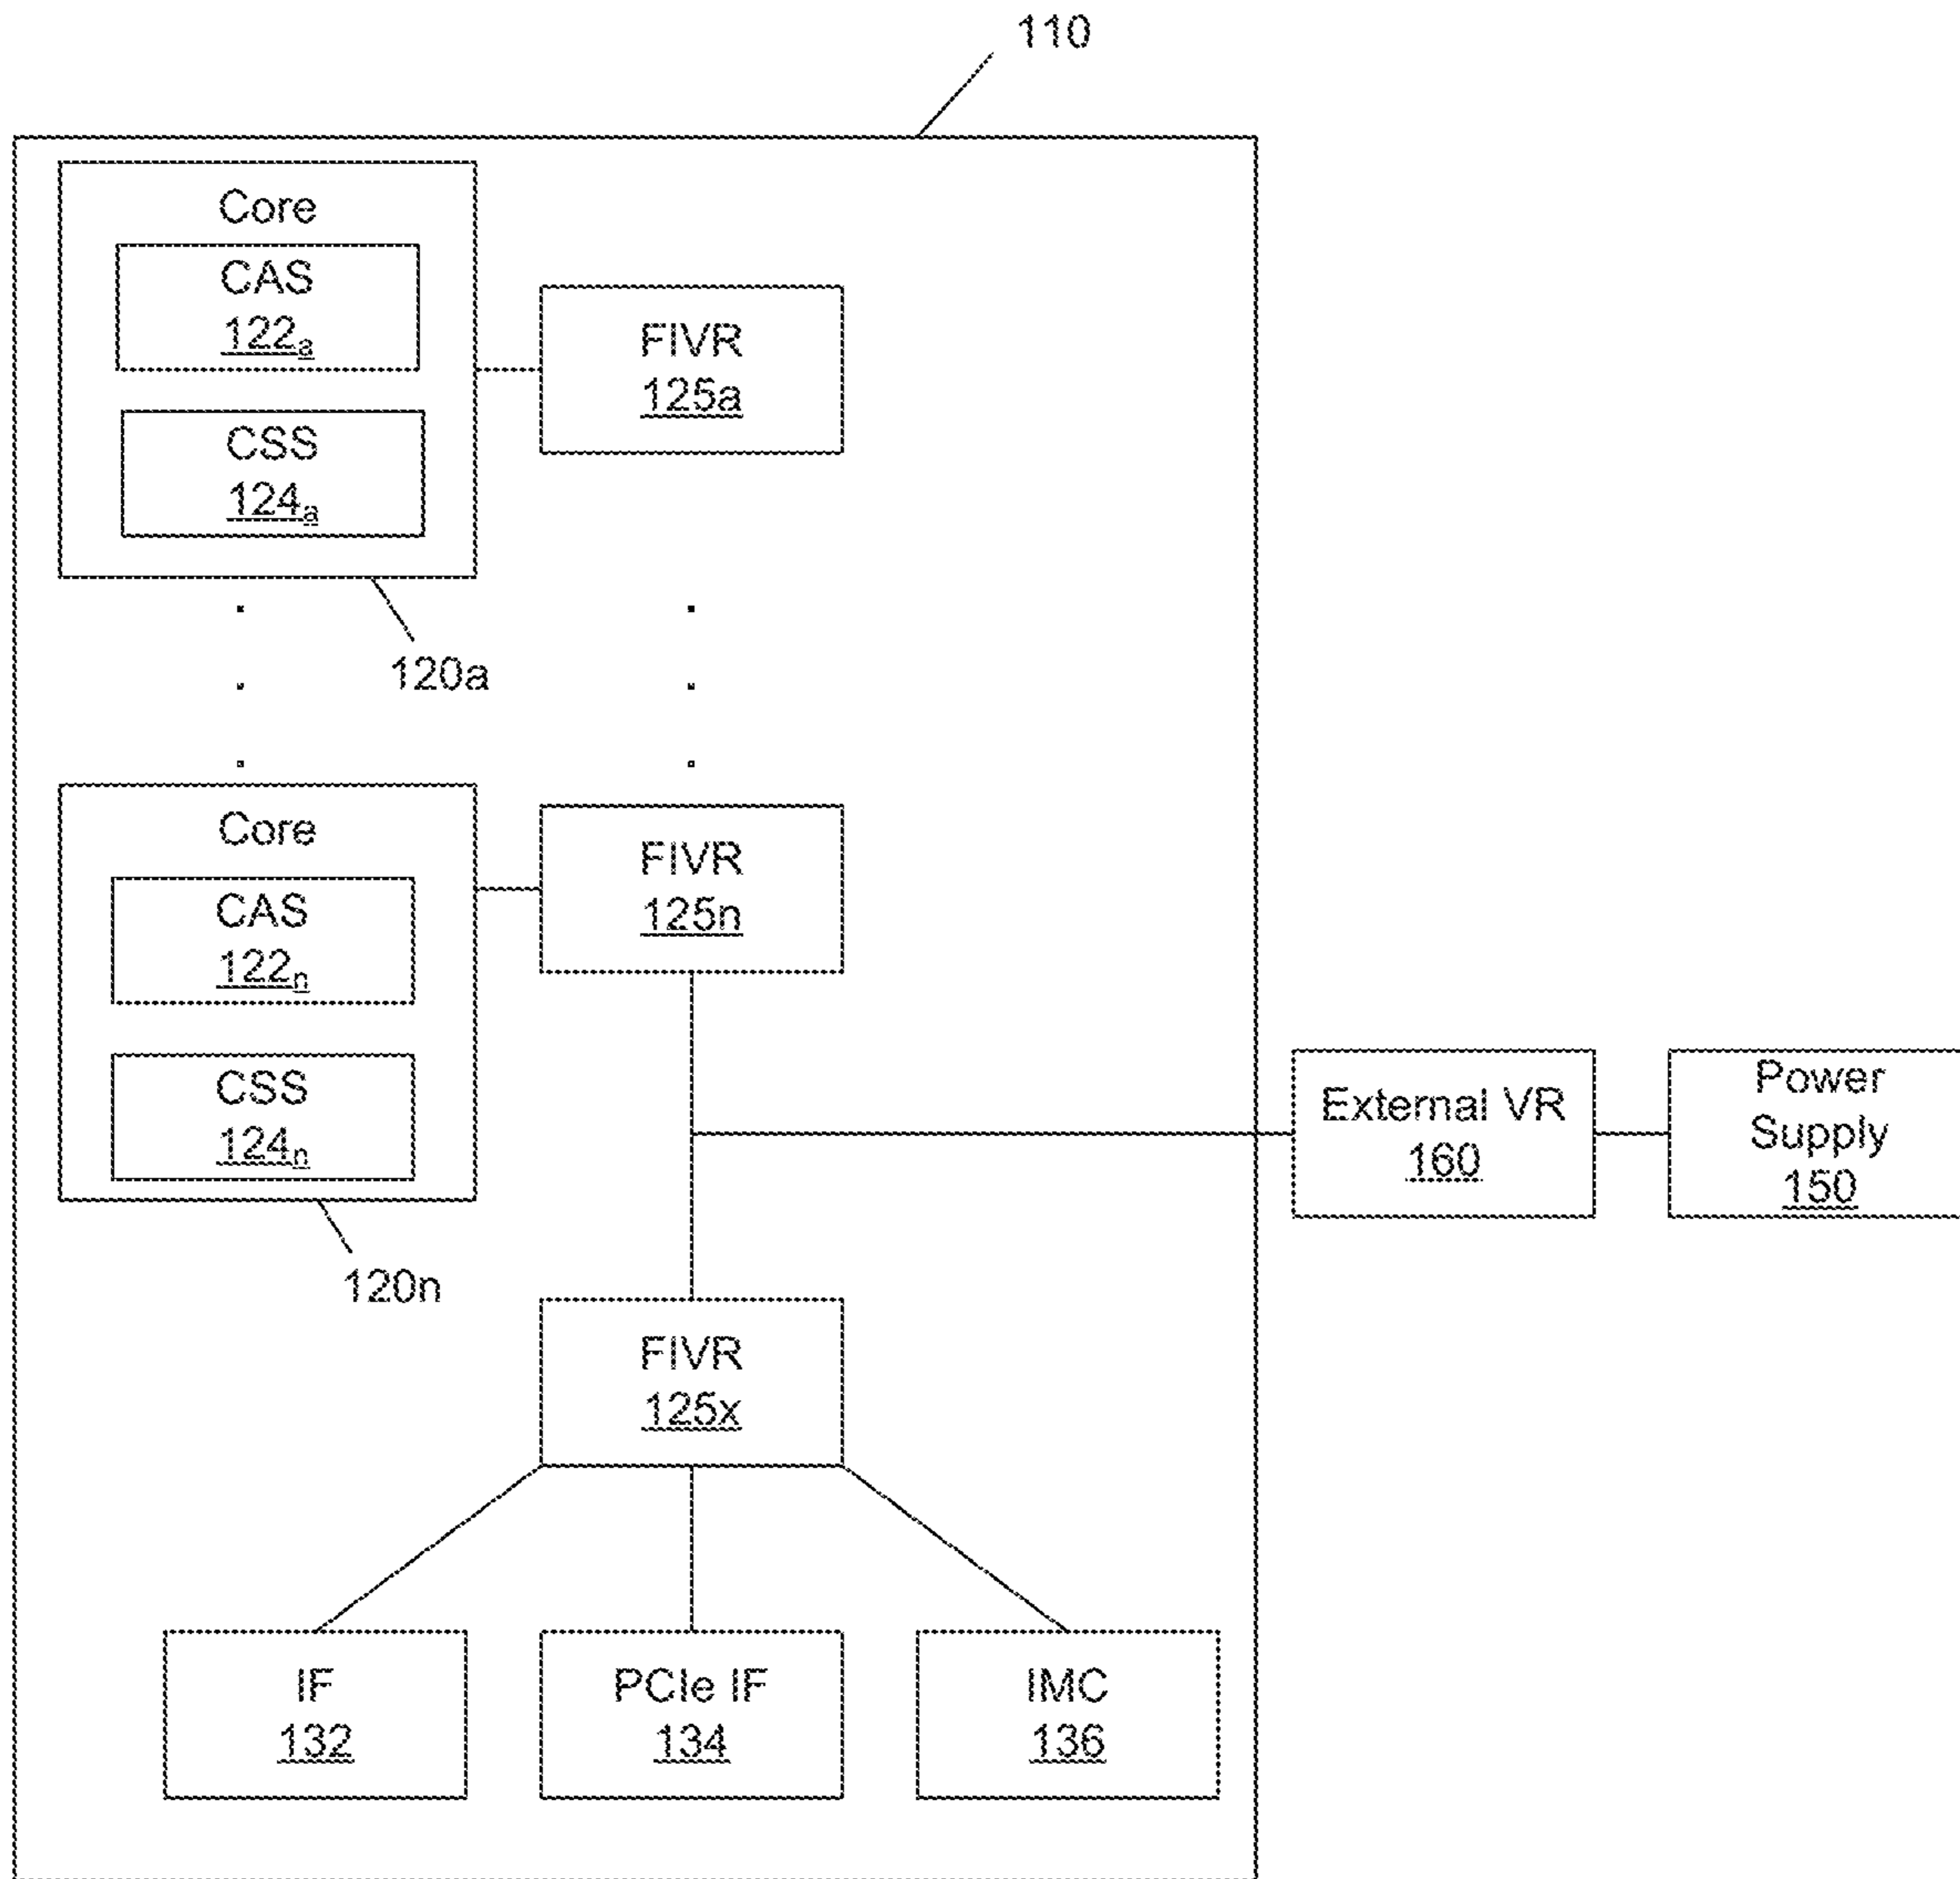 110
Core
CAS
122a
CSS
124a
FIVR
125a
120a
Core
CAS
122n
CSS
124n
FIVR
125n
120n
External VR
160
Power
Supply
150
FIVR
125x
IF
132
PCIe IF
134
IMC
136